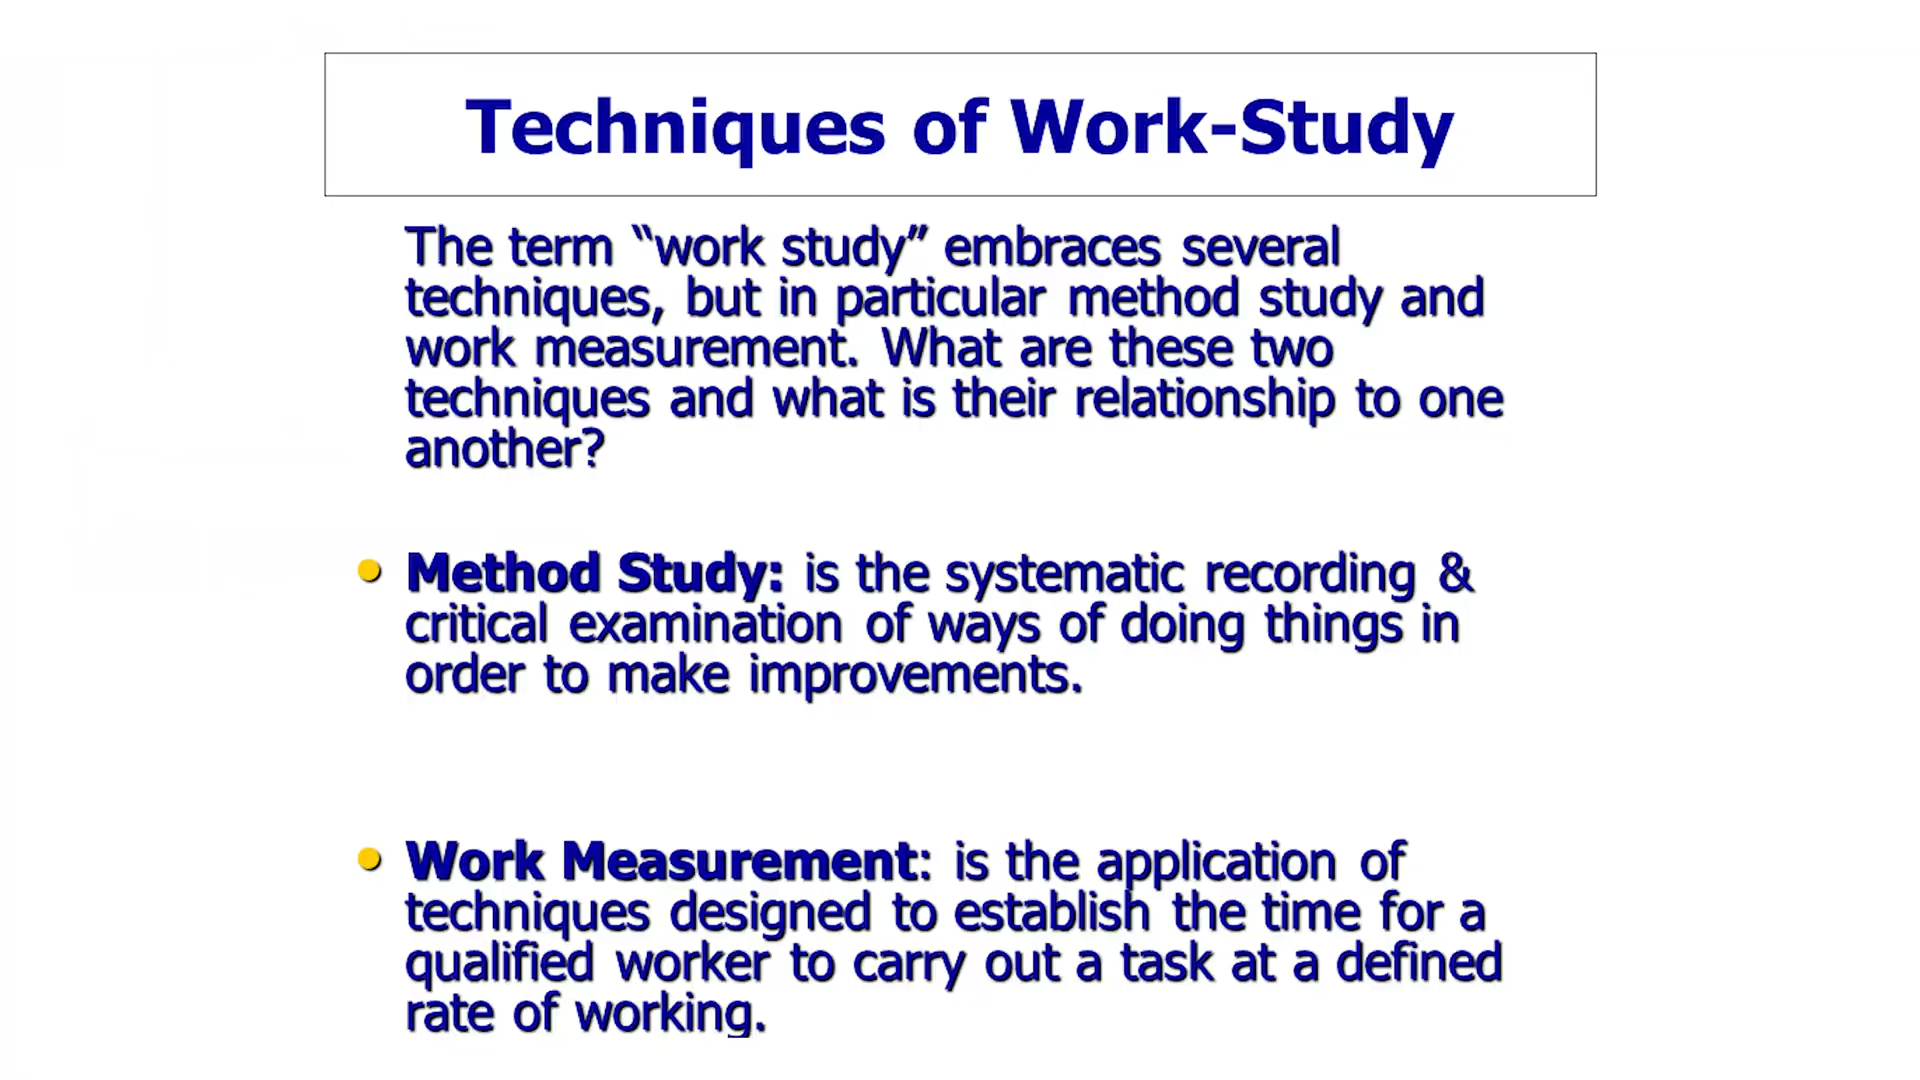 Techniques of Work-Study
The term “work study” embraces several
techniques, but in particular method study and
work measurement. What are these two
techniques and what is their relationship to one
another?
• Method Study: is the systematic recording &
critical examination of ways of doing things in
order to make improvements.
• Work Measurement: is the application of
techniques designed to establish the time for a
qualified worker to carry out a task at a defined
rate of working.